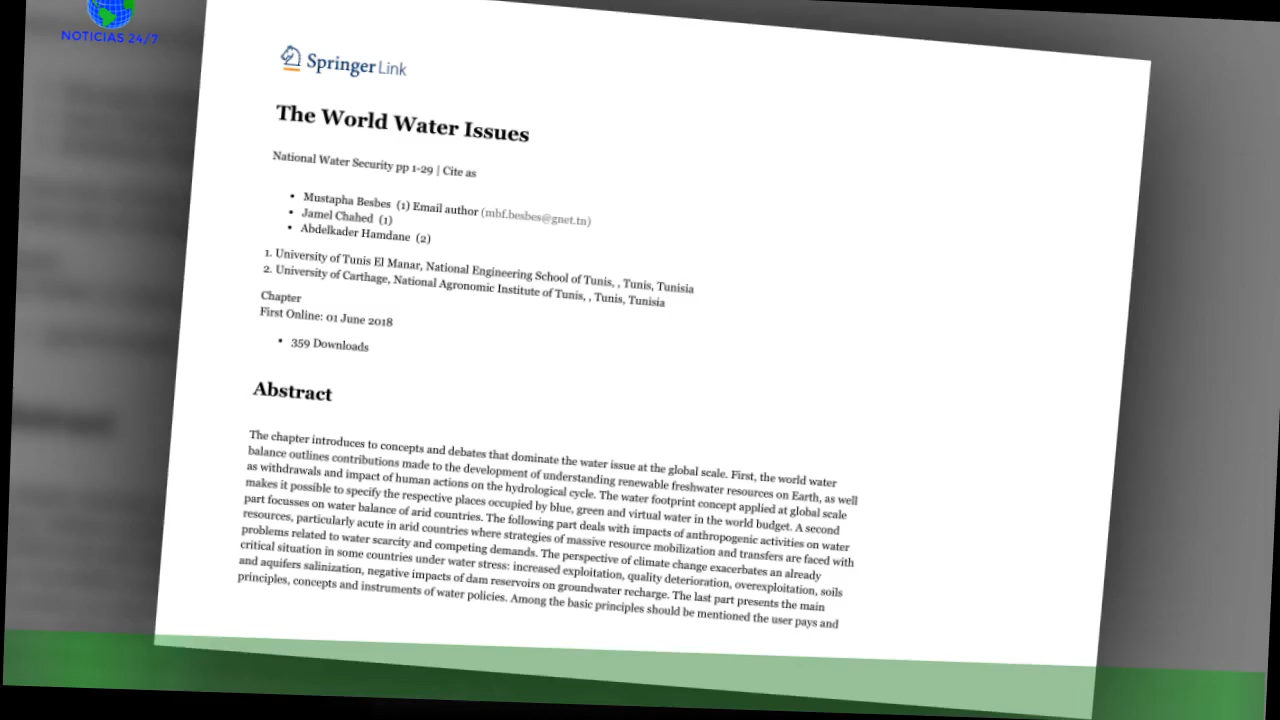 NOTICIAS 24/7
Springer Link
The World Water Issues
National Water Security pp 1-29 | Cite as
• Mustapha Besbes (1) Email author (mbf.besbes@gnet.tn)
• Jamel Chahed (1)
• Abdelkader Hamdane (2)
1. University of Tunis El Manar, National Engineering School of Tunis, , Tunis, Tunisia
2. University of Carthage, National Agronomic Institute of Tunis, , Tunis, Tunisia
Chapter
First Online: 01 June 2018
• 359 Downloads
Abstract
The chapter introduces to concepts and debates that dominate the water issue at the global scale. First, the world water
balance outlines contributions made to the development of understanding renewable freshwater resources on Earth, as well
as withdrawals and impact of human actions on the hydrological cycle. The water footprint concept applied at global scale
makes it possible to specify the respective places occupied by blue, green and virtual water in the world budget. A second
part focusses on water balance of arid countries. The following part deals with impacts of anthropogenic activities on water
resources, particularly acute in arid countries where strategies of massive resource mobilization and transfers are faced with
problems related to water scarcity and competing demands. The perspective of climate change exacerbates an already
critical situation in some countries under water stress: increased exploitation, quality deterioration, overexploitation, soils
and aquifers salinization, negative impacts of dam reservoirs on groundwater recharge. The last part presents the main
principles, concepts and instruments of water policies. Among the basic principles should be mentioned the user pays and